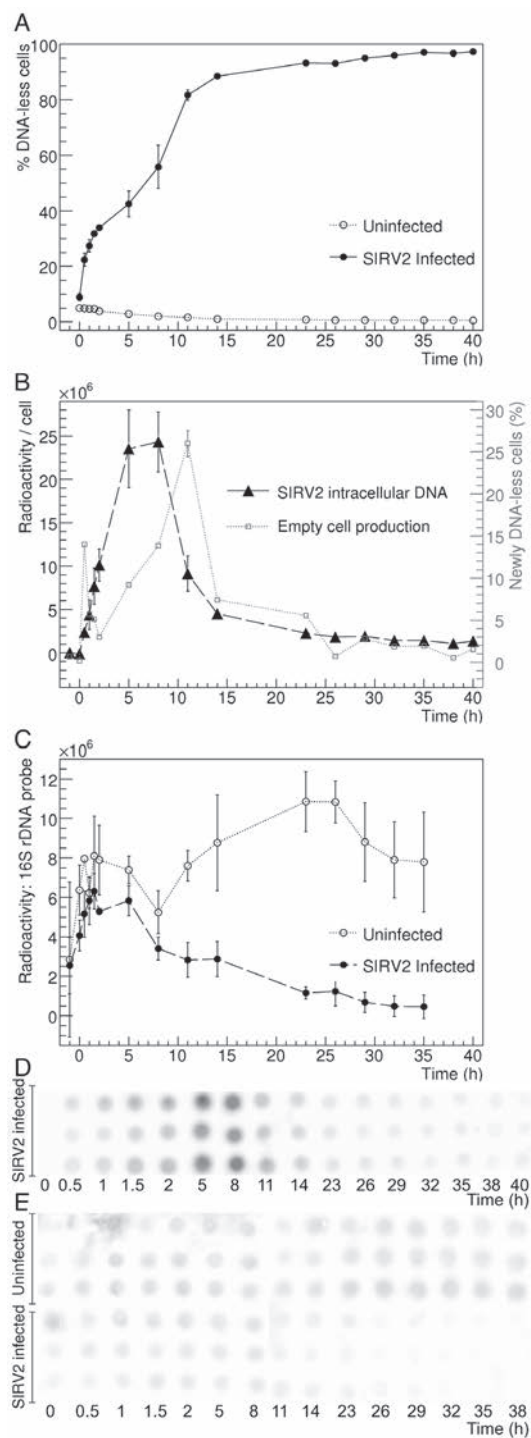 A
% DNA-less cells
100
80
60
40
20
0
Uninfected
SIRV2 Infected
0 5 10 15 20 25 30 35 40
Time (h)
B
×10⁶
Radioactivity / cell
25
20
15
10
5
0
Newly DNA-less cells (%)
30
25
20
15
10
5
0
SIRV2 intracellular DNA
Empty cell production
0 5 10 15 20 25 30 35 40
Time (h)
C
×10⁶
Radioactivity: 16S rDNA probe
12
10
8
6
4
2
0
Uninfected
SIRV2 Infected
0 5 10 15 20 25 30 35 40
Time (h)
D
SIRV2 infected
0 0.5 1 1.5 2 5 8 11 14 23 26 29 32 35 38 40
Time (h)
E
Uninfected
SIRV2 infected
0 0.5 1 1.5 2 5 8 11 14 23 26 29 32 35 38
Time (h)